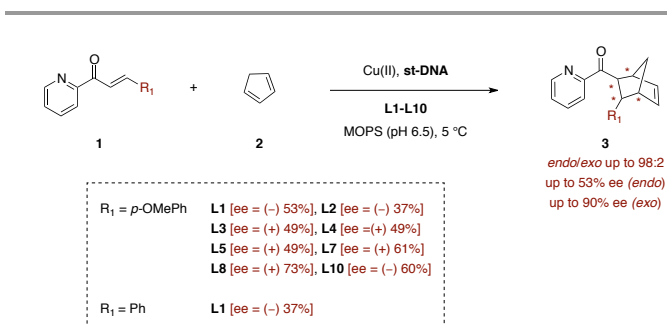 O
N
R1
1
+
2
Cu(II), st-DNA
L1-L10
MOPS (pH 6.5), 5 °C
O
N
R1
*
*
*
*
3
endo/exo up to 98:2
up to 53% ee (endo)
up to 90% ee (exo)
R1 = p-OMePh L1 [ee = (−) 53%], L2 [ee = (−) 37%]
L3 [ee = (+) 49%], L4 [ee =(+) 49%]
L5 [ee = (+) 49%], L7 [ee = (+) 61%]
L8 [ee = (+) 73%], L10 [ee = (−) 60%]
R1 = Ph L1 [ee = (−) 37%]